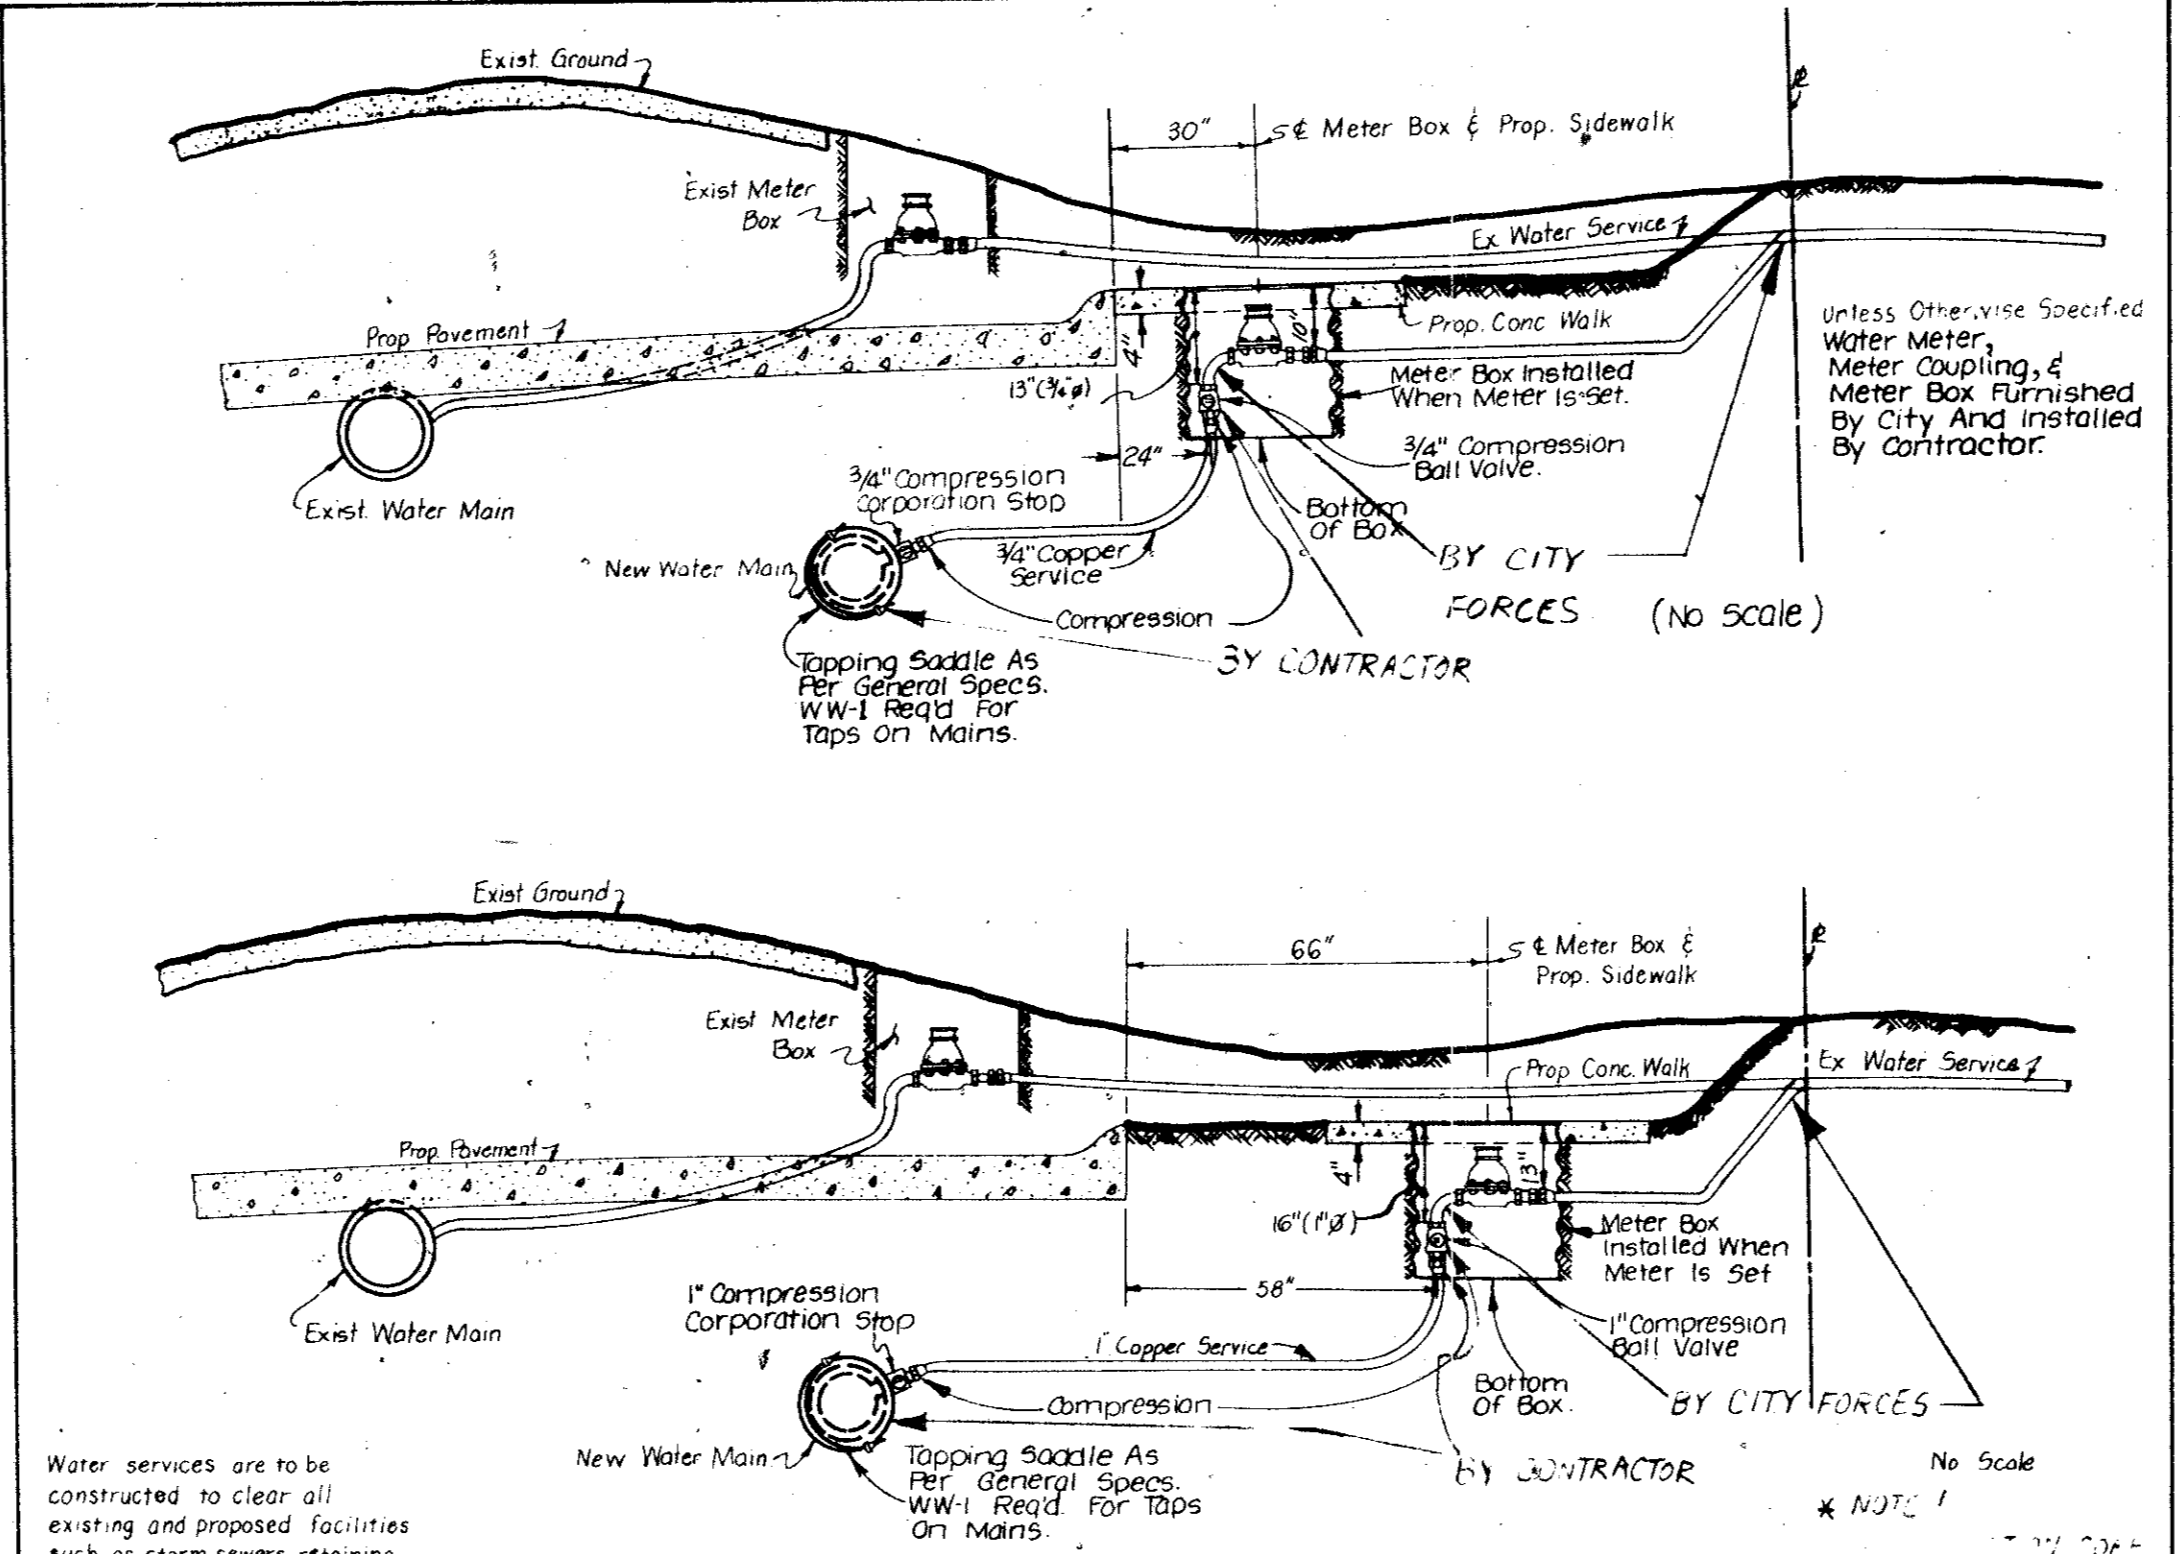 Exist. Ground
30"
℄ Meter Box & Prop. Sidewalk
Exist Meter
Box
Ex Water Service
Prop Pavement
4"
10"
13"(3/4"ø)
Prop. Conc Walk
Meter Box Installed
When Meter Is Set.
Unless Otherwise Specified
Water Meter,
Meter Coupling, &
Meter Box Furnished
By City And Installed
By Contractor.
24"
3/4" Compression
Ball Valve.
3/4" Compression
Corporation Stop
Exist. Water Main
Bottom
Of Box
New Water Main
3/4" Copper
Service
BY CITY
FORCES
(No Scale)
Compression
BY CONTRACTOR
Tapping Saddle As
Per General Specs.
WW-1 Req'd For
Taps On Mains.
Exist Ground
66"
℄ Meter Box &
Prop. Sidewalk
Exist Meter
Box
Prop Conc. Walk
Ex Water Service
Prop. Pavement
4"
13"
16"(1"ø)
Meter Box
Installed When
Meter Is Set
58"
1" Compression
Corporation Stop
Exist Water Main
1" Compression
Ball Valve
1" Copper Service
Bottom
Of Box.
Compression
BY CITY FORCES
New Water Main
Tapping Saddle As
Per General Specs.
WW-1 Req'd. For Taps
On Mains.
BY CONTRACTOR
No Scale
* NOTE 1
Water services are to be
constructed to clear all
existing and proposed facilities
such as storm sewers, retaining